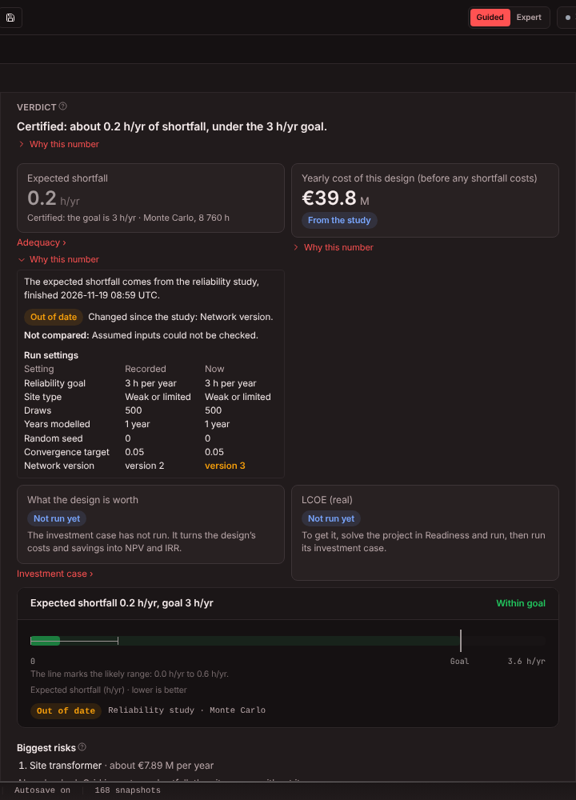 Guided Expert
VERDICT
Certified: about 0.2 h/yr of shortfall, under the 3 h/yr goal.
Why this number
Expected shortfall
0.2 h/yr
Certified: the goal is 3 h/yr · Monte Carlo, 8 760 h
Adequacy ›
Why this number
Yearly cost of this design (before any shortfall costs)
€39.8 M
From the study
Why this number
The expected shortfall comes from the reliability study,
finished 2026-11-19 08:59 UTC.
Out of date Changed since the study: Network version.
Not compared: Assumed inputs could not be checked.
Run settings
Setting Recorded Now
Reliability goal 3 h per year 3 h per year
Site type Weak or limited Weak or limited
Draws 500 500
Years modelled 1 year 1 year
Random seed 0 0
Convergence target 0.05 0.05
Network version version 2 version 3
What the design is worth
Not run yet
The investment case has not run. It turns the design's
costs and savings into NPV and IRR.
Investment case ›
LCOE (real)
Not run yet
To get it, solve the project in Readiness and run, then run
its investment case.
Expected shortfall 0.2 h/yr, goal 3 h/yr Within goal
0 Goal 3.6 h/yr
The line marks the likely range: 0.0 h/yr to 0.6 h/yr.
Expected shortfall (h/yr) · lower is better
Out of date Reliability study · Monte Carlo
Biggest risks
1. Site transformer · about €7.89 M per year
Autosave on 168 snapshots